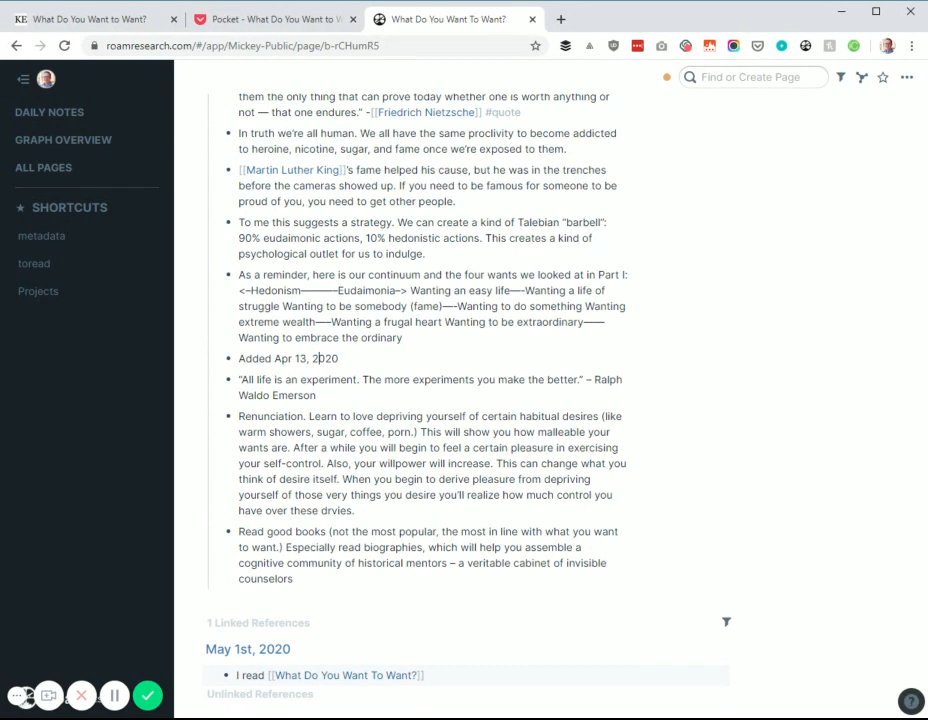 KE What Do You Want to Want?
Pocket - What Do You Want to W
What Do You Want To Want?
roamresearch.com/#/app/Mickey-Public/page/b-rCHumR5
Find or Create Page
DAILY NOTES
GRAPH OVERVIEW
ALL PAGES
★ SHORTCUTS
metadata
toread
Projects
them the only thing that can prove today whether one is worth anything or
not — that one endures.” -[[Friedrich Nietzsche]] #quote
In truth we’re all human. We all have the same proclivity to become addicted
to heroine, nicotine, sugar, and fame once we’re exposed to them.
[[Martin Luther King]]’s fame helped his cause, but he was in the trenches
before the cameras showed up. If you need to be famous for someone to be
proud of you, you need to get other people.
To me this suggests a strategy. We can create a kind of Talebian “barbell”:
90% eudaimonic actions, 10% hedonistic actions. This creates a kind of
psychological outlet for us to indulge.
As a reminder, here is our continuum and the four wants we looked at in Part I:
<–Hedonism———–Eudaimonia–> Wanting an easy life—-Wanting a life of
struggle Wanting to be somebody (fame)—-Wanting to do something Wanting
extreme wealth—–Wanting a frugal heart Wanting to be extraordinary——
Wanting to embrace the ordinary
Added Apr 13, 2020
“All life is an experiment. The more experiments you make the better.” – Ralph
Waldo Emerson
Renunciation. Learn to love depriving yourself of certain habitual desires (like
warm showers, sugar, coffee, porn.) This will show you how malleable your
wants are. After a while you will begin to feel a certain pleasure in exercising
your self-control. Also, your willpower will increase. This can change what you
think of desire itself. When you begin to derive pleasure from depriving
yourself of those very things you desire you’ll realize how much control you
have over these drvies.
Read good books (not the most popular, the most in line with what you want
to want.) Especially read biographies, which will help you assemble a
cognitive community of historical mentors – a veritable cabinet of invisible
counselors
1 Linked References
May 1st, 2020
I read [[What Do You Want To Want?]]
Unlinked References